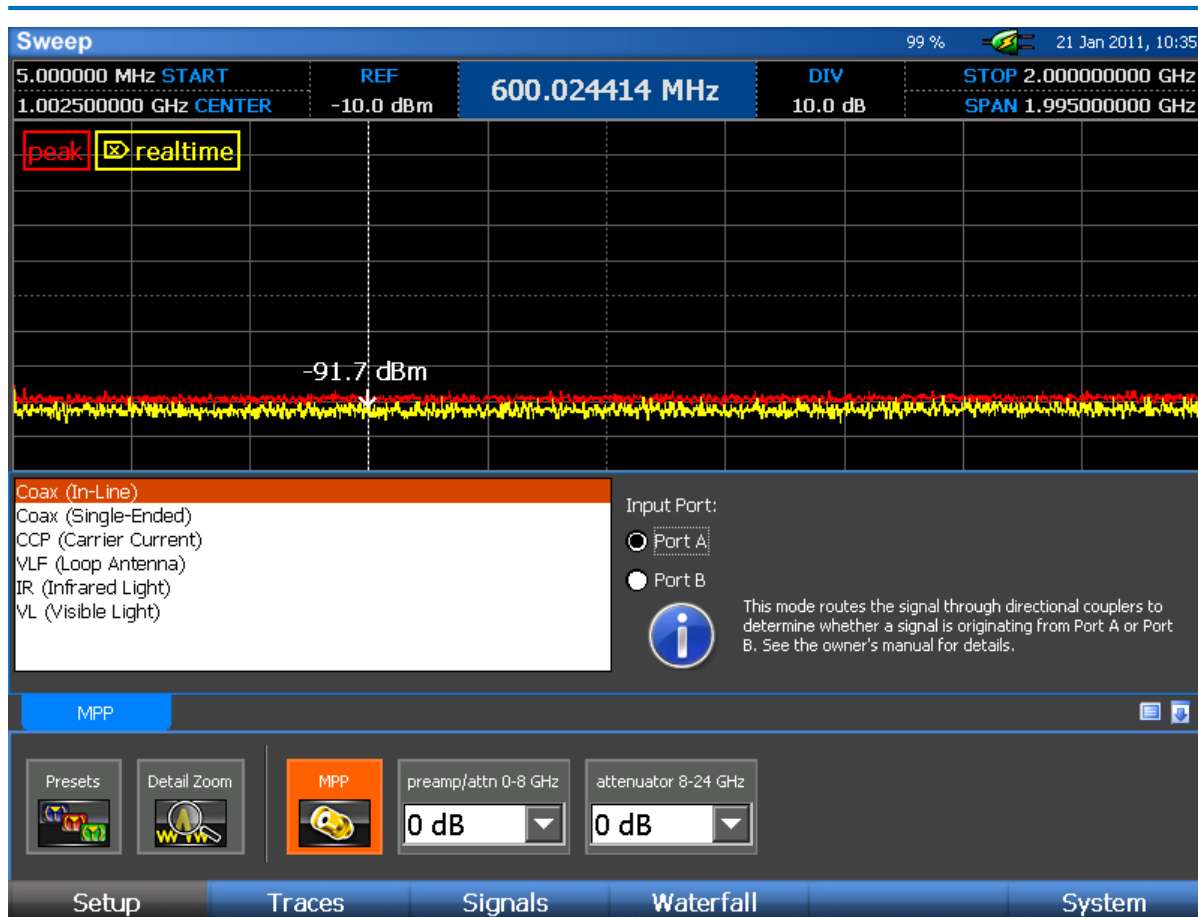 Sweep 99 % 21 Jan 2011, 10:35
5.000000 MHz START REF 600.024414 MHz DIV STOP 2.000000000 GHz
1.002500000 GHz CENTER -10.0 dBm 10.0 dB SPAN 1.995000000 GHz
peak realtime
-91.7 dBm
Coax (In-Line)
Coax (Single-Ended)
CCP (Carrier Current)
VLF (Loop Antenna)
IR (Infrared Light)
VL (Visible Light)
Input Port:
Port A
Port B
This mode routes the signal through directional couplers to
determine whether a signal is originating from Port A or Port
B. See the owner's manual for details.
MPP
Presets Detail Zoom MPP preamp/attn 0-8 GHz attenuator 8-24 GHz
0 dB 0 dB
Setup Traces Signals Waterfall System